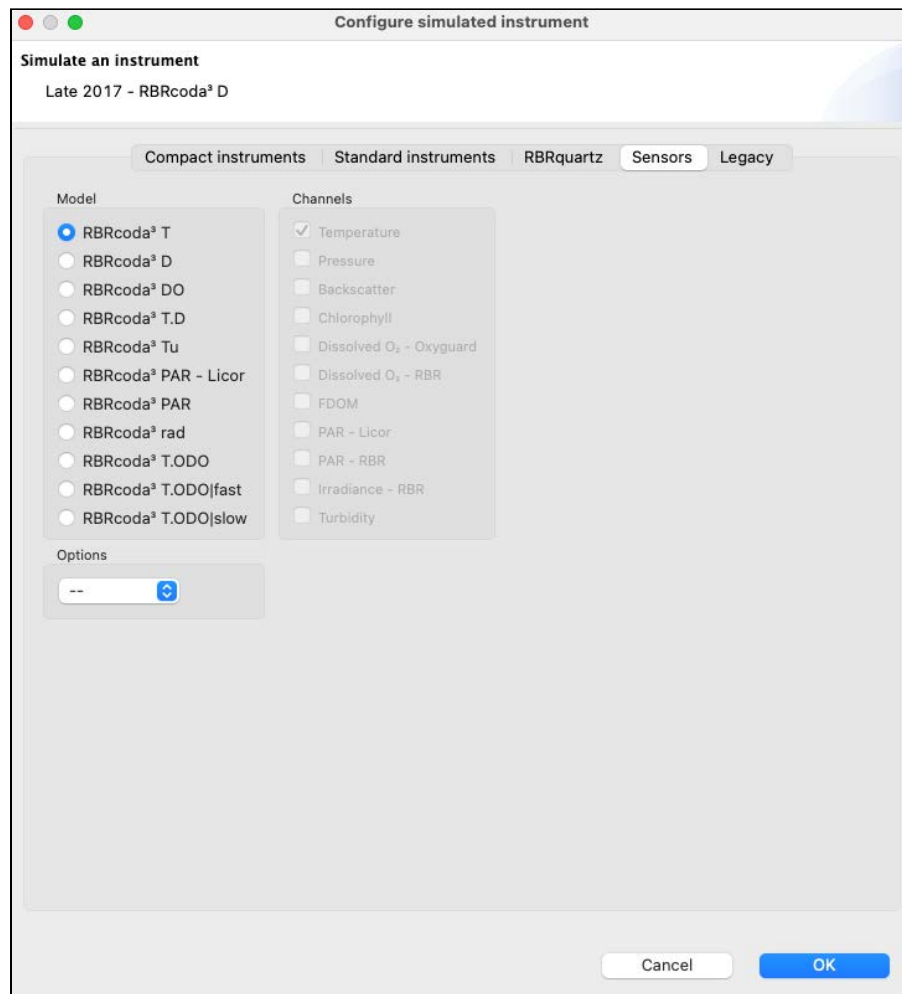 Configure simulated instrument
Simulate an instrument
Late 2017 - RBRcoda³ D
Compact instruments Standard instruments RBRquartz Sensors Legacy
Model
RBRcoda³ T
RBRcoda³ D
RBRcoda³ DO
RBRcoda³ T.D
RBRcoda³ Tu
RBRcoda³ PAR - Licor
RBRcoda³ PAR
RBRcoda³ rad
RBRcoda³ T.ODO
RBRcoda³ T.ODO|fast
RBRcoda³ T.ODO|slow
Channels
Temperature
Pressure
Backscatter
Chlorophyll
Dissolved O₂ - Oxyguard
Dissolved O₂ - RBR
FDOM
PAR - Licor
PAR - RBR
Irradiance - RBR
Turbidity
Options
--
Cancel OK